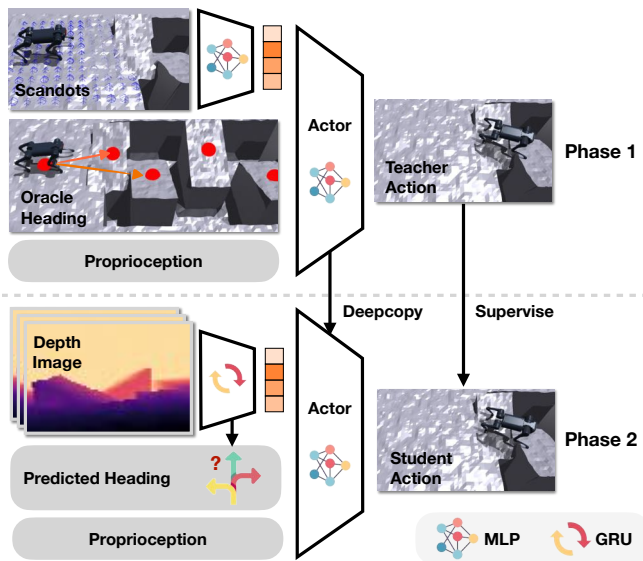 Scandots
Oracle
Heading
Proprioception
Actor
Teacher
Action
Phase 1
Deepcopy
Supervise
Depth
Image
Predicted Heading
?
Proprioception
Actor
Student
Action
Phase 2
MLP
GRU